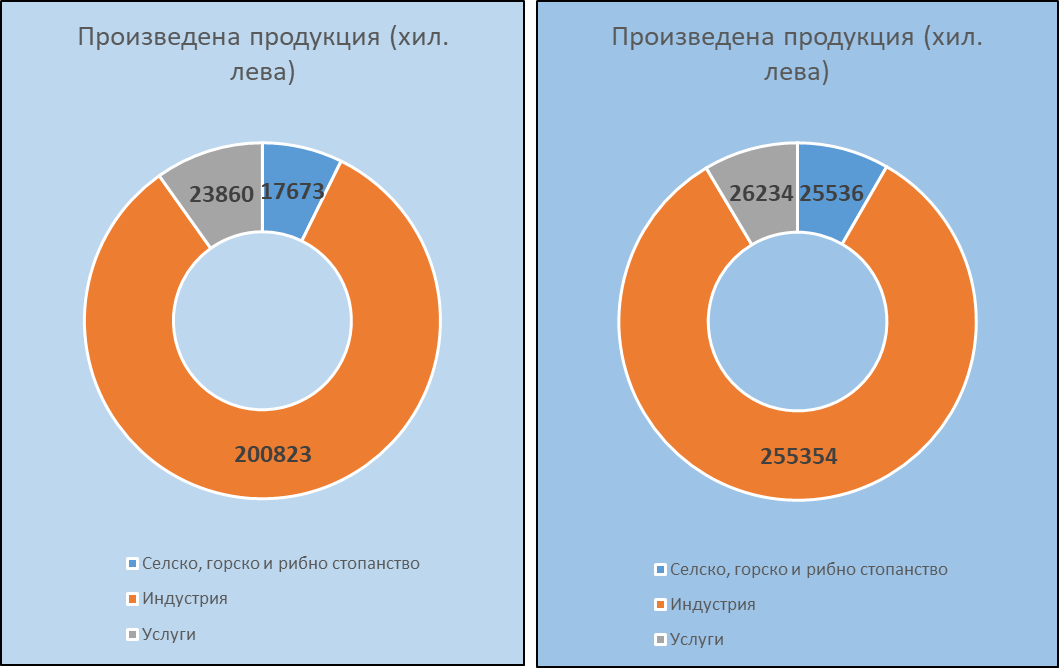 Произведена продукция (хил.
лева)
23860
17673
200823
Селско, горско и рибно стопанство
Индустрия
Услуги
Произведена продукция (хил.
лева)
26234
25536
255354
Селско, горско и рибно стопанство
Индустрия
Услуги